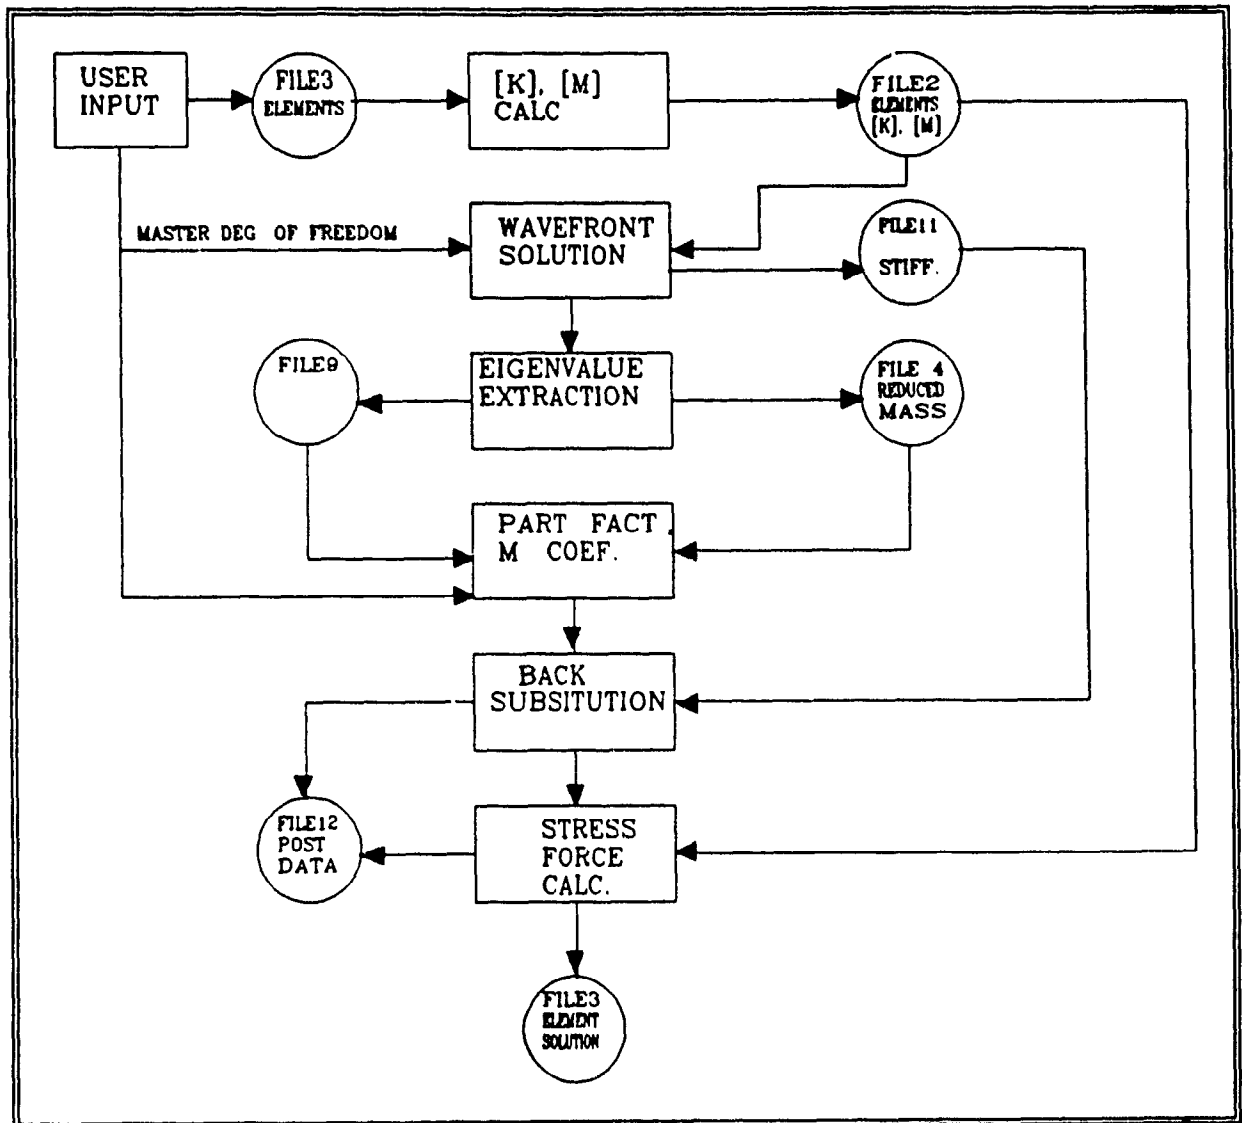 USER
INPUT
FILE3
ELEMENTS
[K], [M]
CALC
FILE2
ELEMENTS
[K], [M]
MASTER DEG OF FREEDOM
WAVEFRONT
SOLUTION
FILE11
STIFF.
FILE9
EIGENVALUE
EXTRACTION
FILE 4
REDUCED
MASS
PART FACT.
M COEF.
BACK
SUBSITUTION
FILE12
POST
DATA
STRESS
FORCE
CALC.
FILE3
ELEMENT
SOLUTION